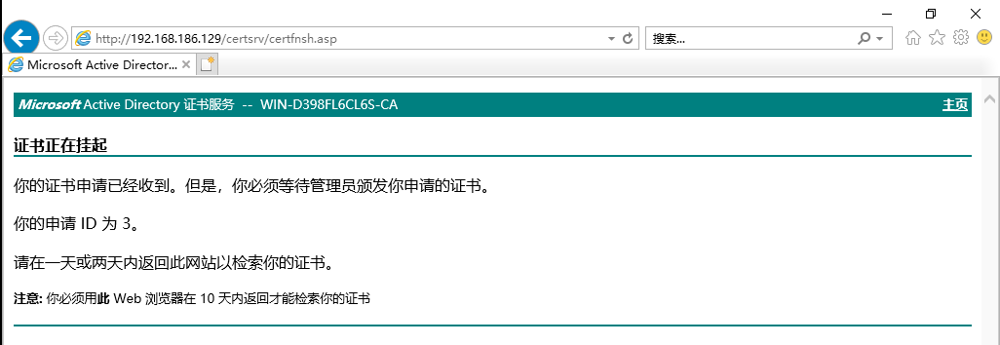 http://192.168.186.129/certsrv/certfnsh.asp
搜索...
Microsoft Active Director...
Microsoft Active Directory 证书服务 -- WIN-D398FL6CL6S-CA
主页
证书正在挂起
你的证书申请已经收到。但是，你必须等待管理员颁发你申请的证书。
你的申请 ID 为 3。
请在一天或两天内返回此网站以检索你的证书。
注意: 你必须用此 Web 浏览器在 10 天内返回才能检索你的证书